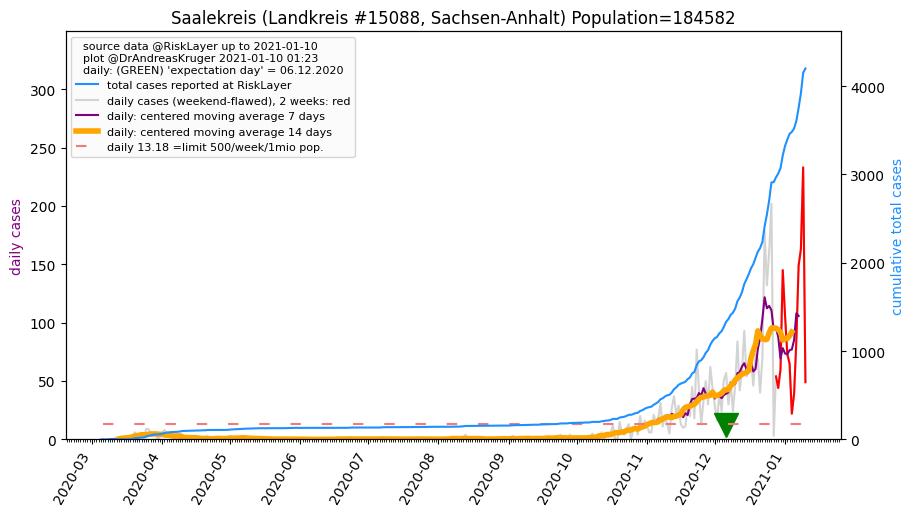 Saalekreis (Landkreis #15088, Sachsen-Anhalt) Population=184582
source data @RiskLayer up to 2021-01-10
plot @DrAndreasKruger 2021-01-10 01:23
daily: (GREEN) 'expectation day' = 06.12.2020
total cases reported at RiskLayer
daily cases (weekend-flawed), 2 weeks: red
daily: centered moving average 7 days
daily: centered moving average 14 days
daily 13.18 =limit 500/week/1mio pop.
daily cases
300
250
200
150
100
50
0
cumulative total cases
4000
3000
2000
1000
0
2020-03
2020-04
2020-05
2020-06
2020-07
2020-08
2020-09
2020-10
2020-11
2020-12
2021-01